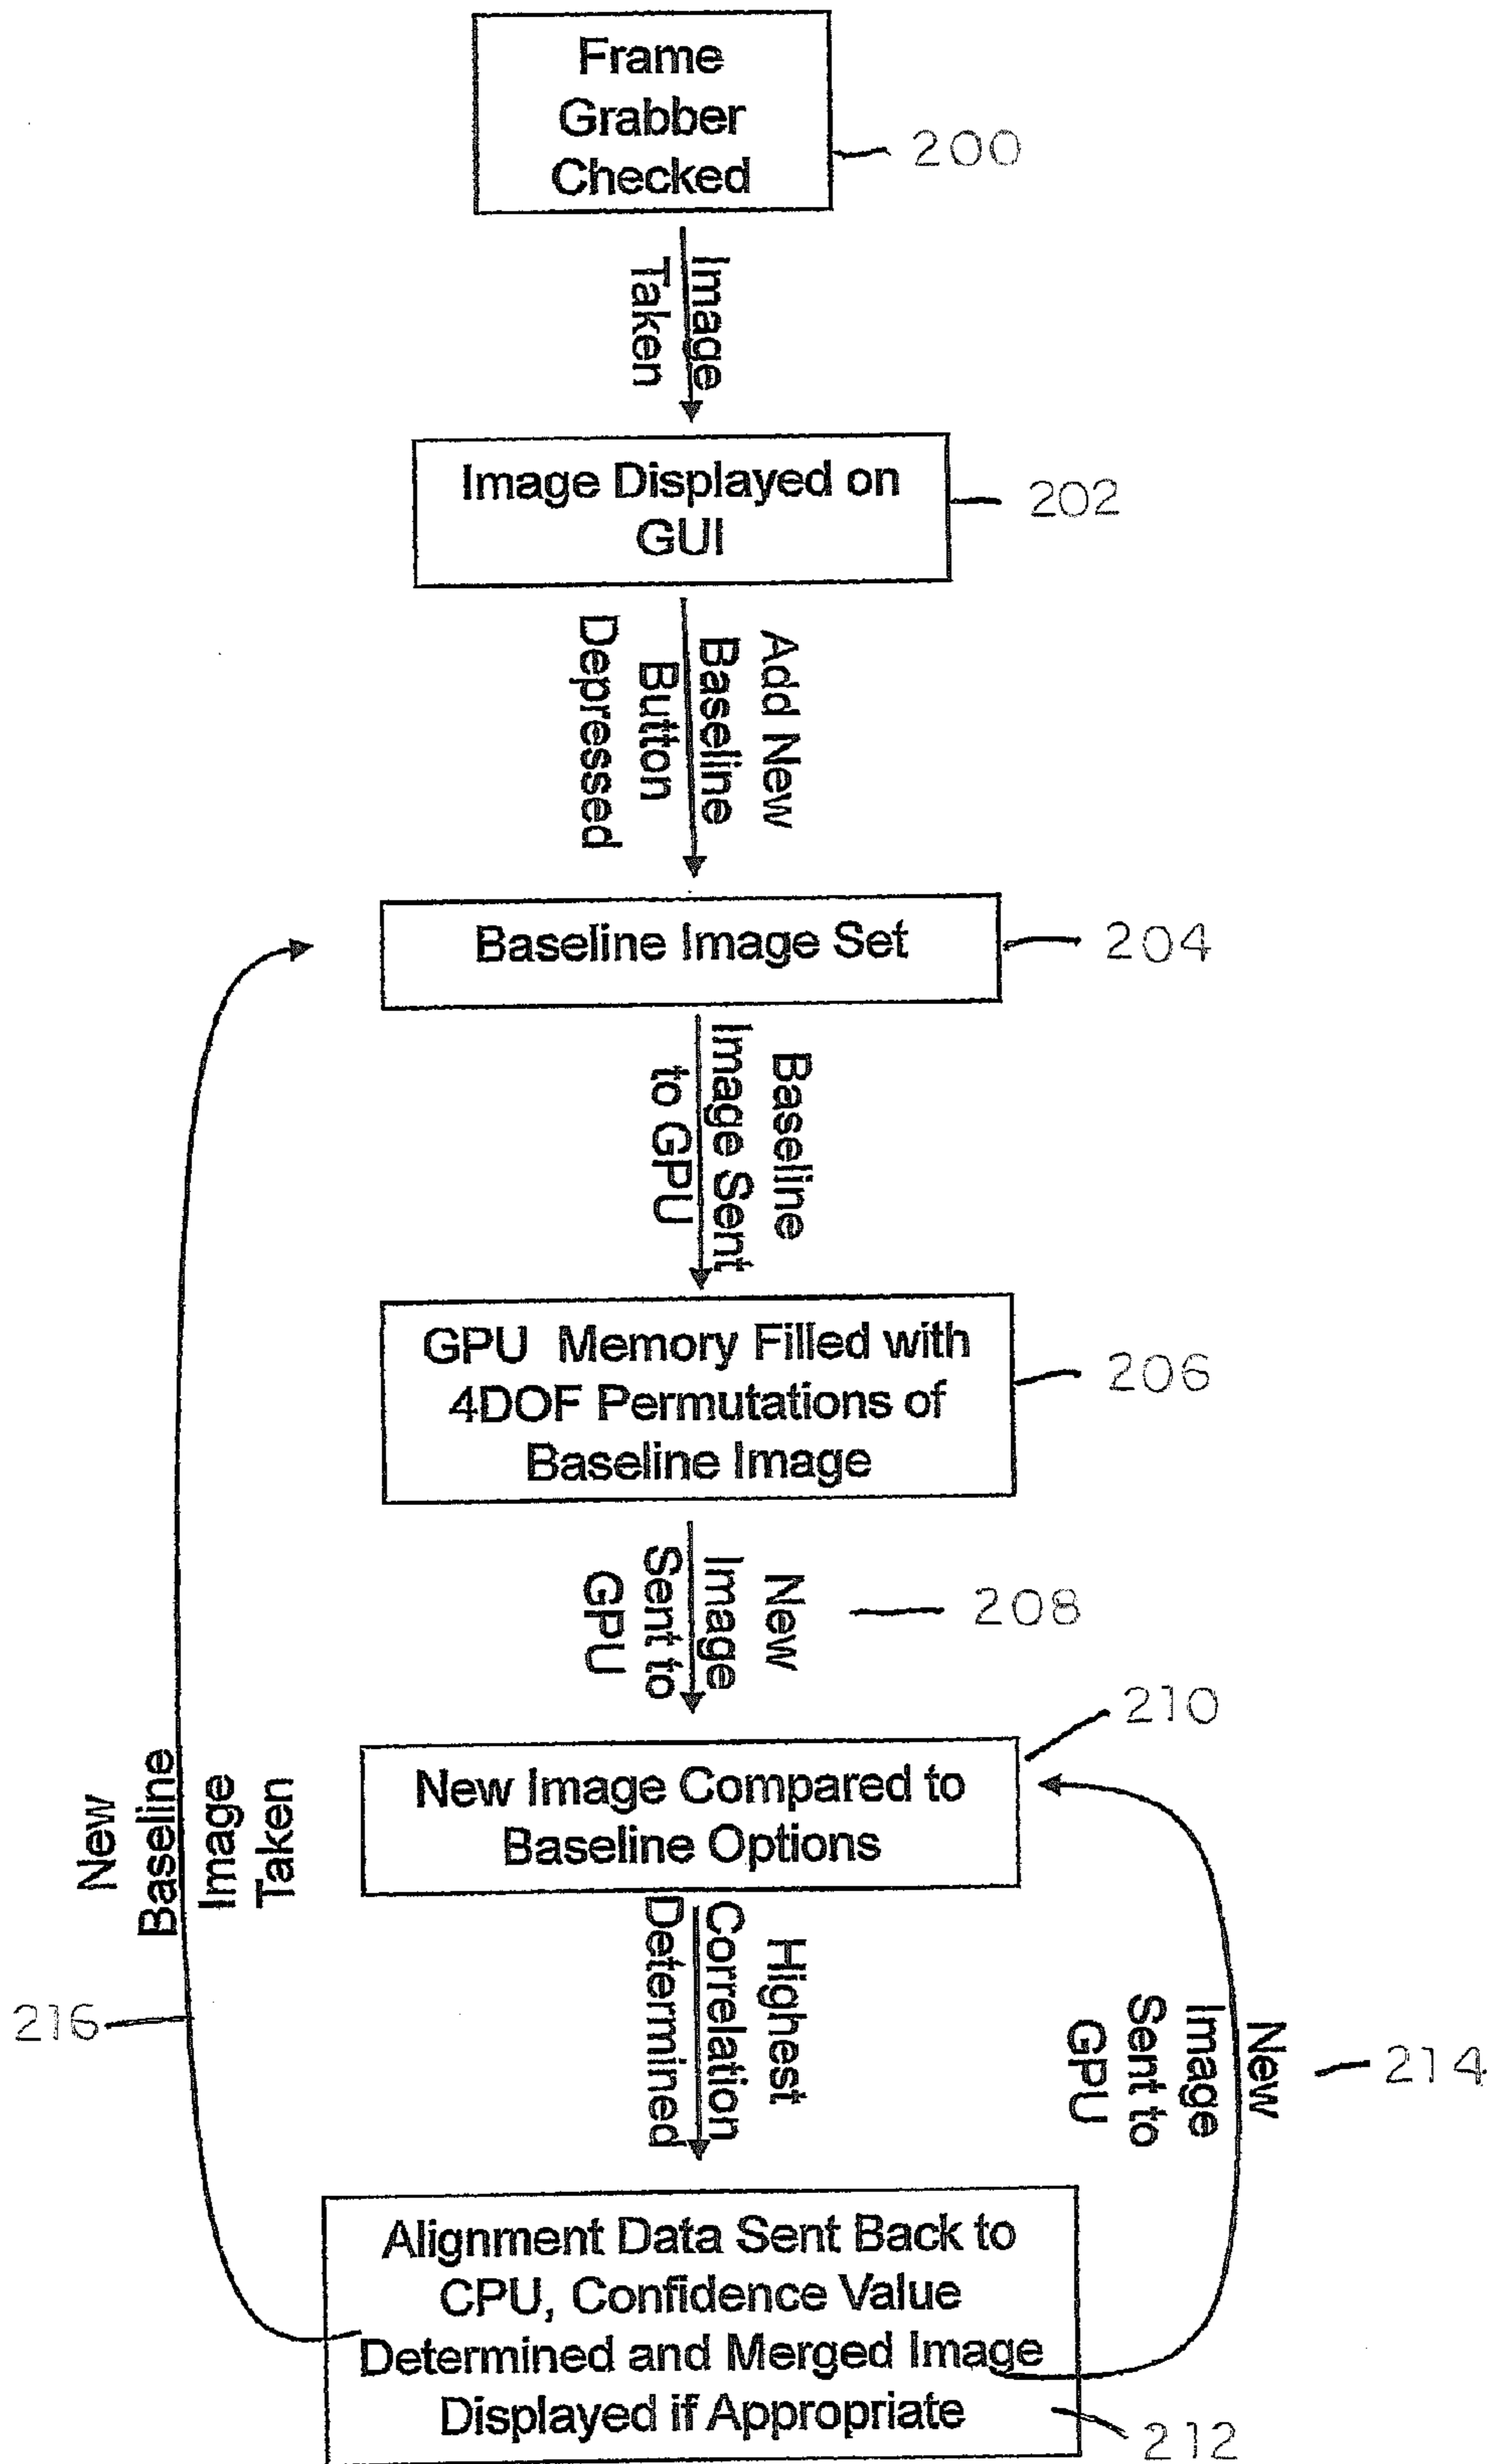 Frame
Grabber
Checked
200
Image
Taken
Image Displayed on
GUI
202
Add New
Baseline
Button
Depressed
Baseline Image Set
204
Baseline
Image Sent
to GPU
GPU Memory Filled with
4DOF Permutations of
Baseline Image
206
New
Image
Sent to
GPU
208
New Image Compared to
Baseline Options
210
Highest
Correlation
Determined
New
Image
Sent to
GPU
214
New
Baseline
Image
Taken
216
Alignment Data Sent Back to
CPU, Confidence Value
Determined and Merged Image
Displayed if Appropriate
212